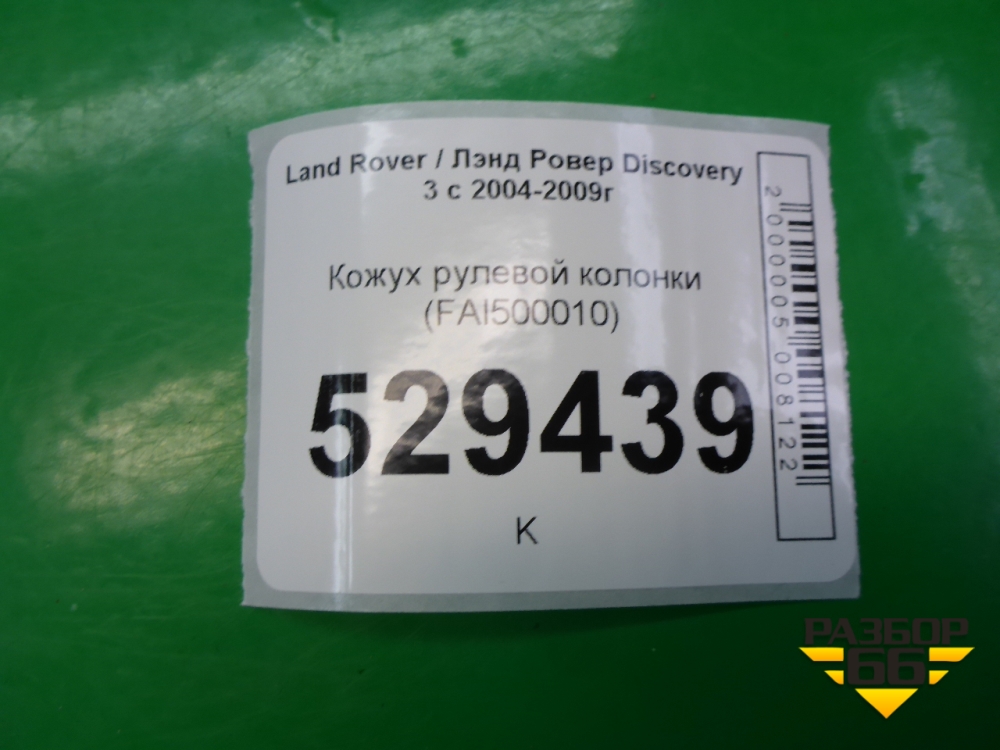 Land Rover / Лэнд Ровер Discovery
3 с 2004-2009г
Кожух рулевой колонки
(FAI500010)
529439
К
2000005008122
РАЗБОР
66